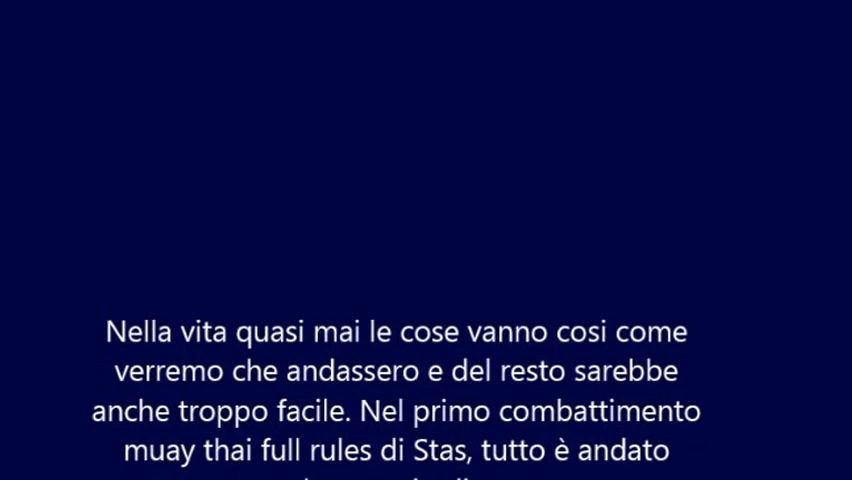 Nella vita quasi mai le cose vanno cosi come
verremo che andassero e del resto sarebbe
anche troppo facile. Nel primo combattimento
muay thai full rules di Stas, tutto è andato